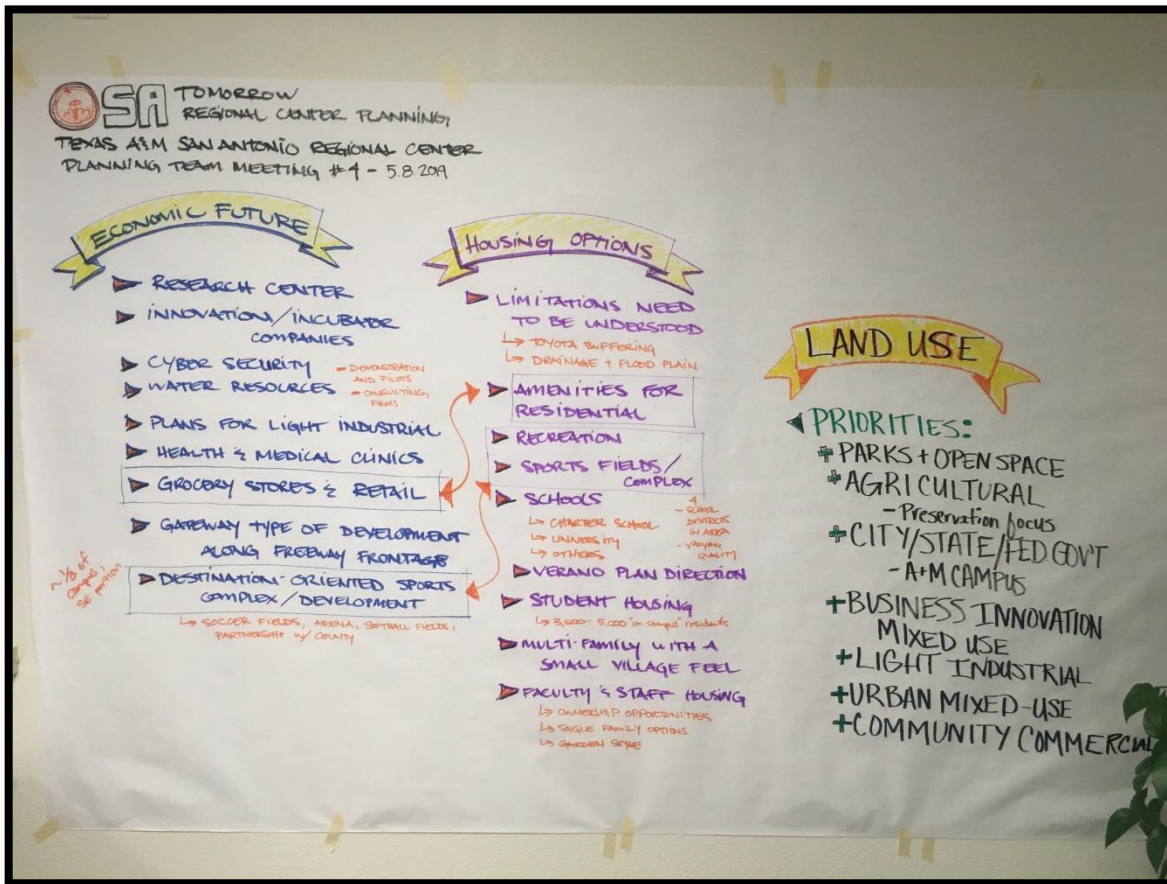 SA TOMORROW
REGIONAL CENTER PLANNING
TEXAS A&M SAN ANTONIO REGIONAL CENTER
PLANNING TEAM MEETING #4 - 5.8.2019
ECONOMIC FUTURE
RESEARCH CENTER
INNOVATION/INCUBATOR
COMPANIES
CYBER SECURITY
WATER RESOURCES
- DEMONSTRATION
AND PILOTS
- CONSULTING
FIRMS
PLANS FOR LIGHT INDUSTRIAL
HEALTH & MEDICAL CLINICS
GROCERY STORES & RETAIL
GATEWAY TYPE OF DEVELOPMENT
ALONG FREEWAY FRONTAGE
DESTINATION-ORIENTED SPORTS
COMPLEX/DEVELOPMENT
SOCCER FIELDS, ARENA, SOFTBALL FIELDS,
PARTNERSHIP W/ COUNTY
~ 1/3 of
campus,
SE portion
HOUSING OPTIONS
LIMITATIONS NEED
TO BE UNDERSTOOD
TOYOTA BUFFERING
DRAINAGE & FLOOD PLAIN
AMENITIES FOR
RESIDENTIAL
RECREATION
SPORTS FIELDS/
COMPLEX
SCHOOLS
CHARTER SCHOOL
UNIVERSITY
OTHERS
4
- SCHOOL
DISTRICTS
IN AREA
- VARYING
QUALITY
VERANO PLAN DIRECTION
STUDENT HOUSING
3,500 - 5,000 on campus residents
MULTI-FAMILY WITH A
SMALL VILLAGE FEEL
FACULTY & STAFF HOUSING
OWNERSHIP OPPORTUNITIES
SINGLE FAMILY OPTIONS
GARDEN STYLE
LAND USE
PRIORITIES:
+ PARKS + OPEN SPACE
+ AGRICULTURAL
- Preservation focus
+ CITY/STATE/FED GOV'T
- A+M CAMPUS
+ BUSINESS INNOVATION
MIXED USE
+ LIGHT INDUSTRIAL
+ URBAN MIXED-USE
+ COMMUNITY COMMERCIAL